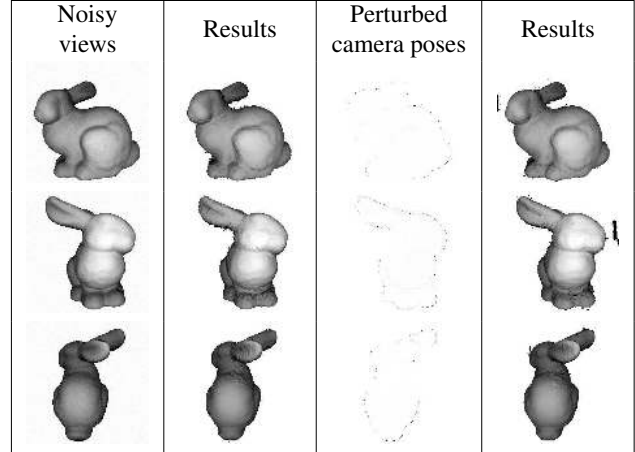 Noisy
views
Results
Perturbed
camera poses
Results